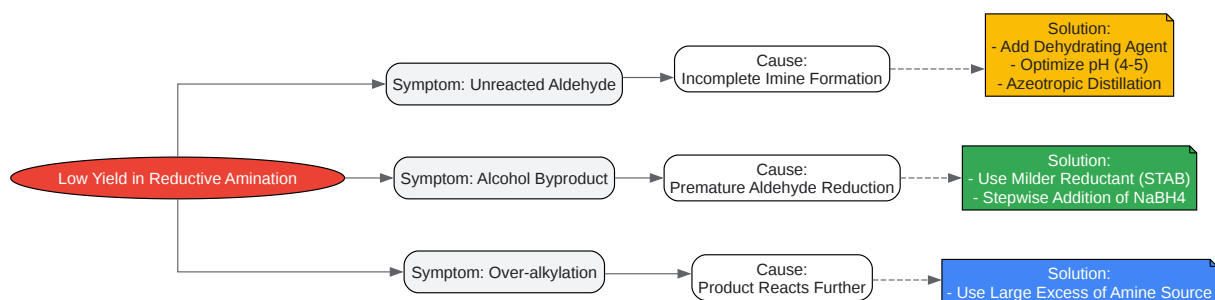 Low Yield in Reductive Amination
Symptom: Unreacted Aldehyde
Cause:
Incomplete Imine Formation
Solution:
- Add Dehydrating Agent
- Optimize pH (4-5)
- Azeotropic Distillation
Symptom: Alcohol Byproduct
Cause:
Premature Aldehyde Reduction
Solution:
- Use Milder Reductant (STAB)
- Stepwise Addition of NaBH4
Symptom: Over-alkylation
Cause:
Product Reacts Further
Solution:
- Use Large Excess of Amine Source